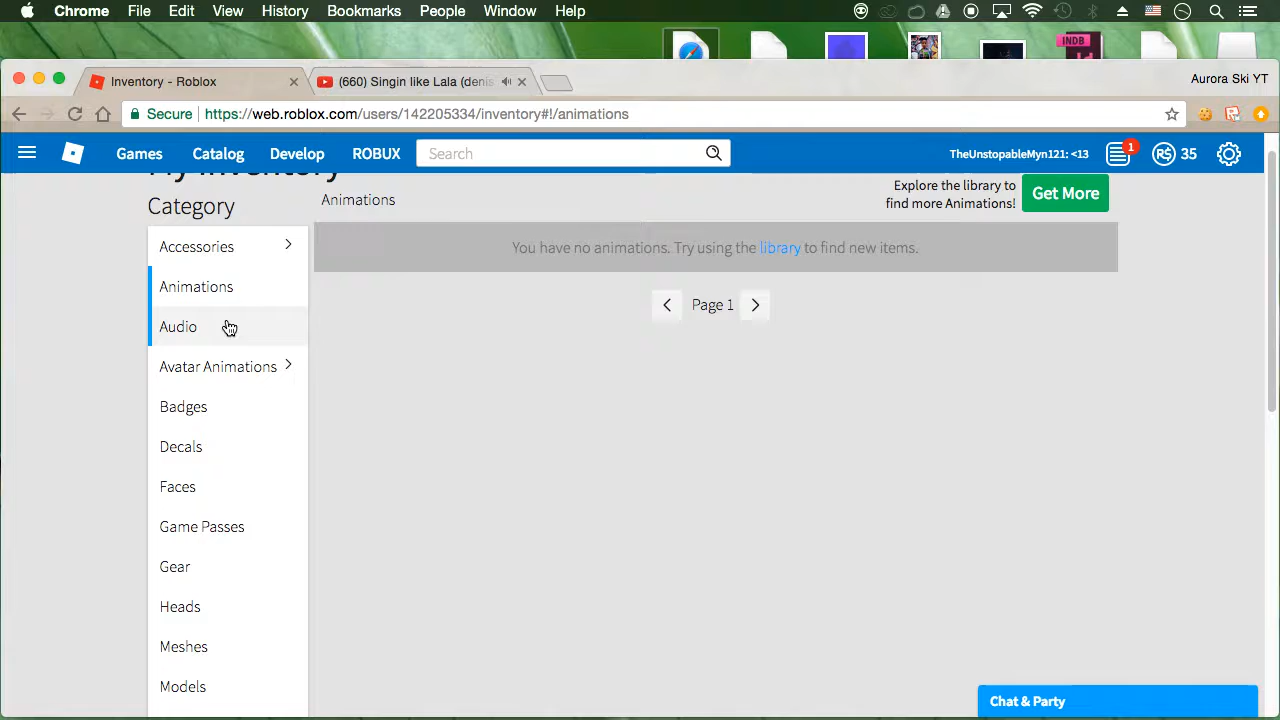 Chrome File Edit View History Bookmarks People Window Help
INDB
Inventory - Roblox
(660) Singin like Lala (denis
Aurora Ski YT
Secure https://web.roblox.com/users/142205334/inventory#!/animations
Games Catalog Develop ROBUX Search TheUnstopableMyn121: <13 1 R$ 35
My Inventory
Category
Animations
Explore the library to
find more Animations!
Get More
Accessories
You have no animations. Try using the library to find new items.
Animations
Page 1
Audio
Avatar Animations
Badges
Decals
Faces
Game Passes
Gear
Heads
Meshes
Models
Chat & Party